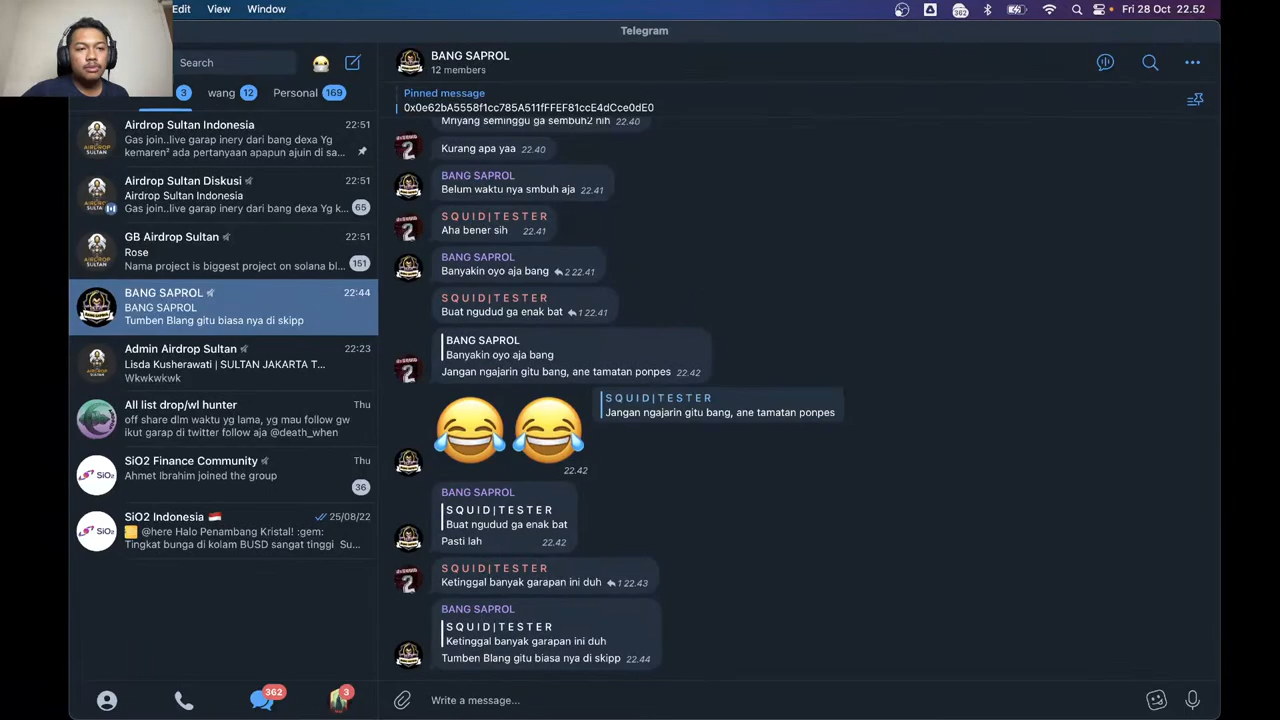 Edit View Window
362
Fri 28 Oct 22.52
Telegram
Search
3 wang 12 Personal 169
Airdrop Sultan Indonesia 22:51
Gas join..live garap inery dari bang dexa Yg
kemaren² ada pertanyaan apapun ajuin di sa...
Airdrop Sultan Diskusi 22:51
Airdrop Sultan Indonesia
Gas join..live garap inery dari bang dexa Yg k... 65
GB Airdrop Sultan 22:51
Rose
Nama project is biggest project on solana bl... 151
BANG SAPROL 22:44
BANG SAPROL
Tumben Blang gitu biasa nya di skipp
Admin Airdrop Sultan 22:23
Lisda Kusherawati | SULTAN JAKARTA T...
Wkwkwkwk
All list drop/wl hunter Thu
off share dlm waktu yg lama, yg mau follow gw
ikut garap di twitter follow aja @death_when
SiO2 Finance Community Thu
Ahmet Ibrahim joined the group
36
SiO2 Indonesia 25/08/22
@here Halo Penambang Kristal! :gem:
Tingkat bunga di kolam BUSD sangat tinggi Su...
362 3
BANG SAPROL
12 members
Pinned message
0x0e62bA5558f1cc785A511fFFEF81ccE4dCce0dE0
Mriyang seminggu ga sembuh2 nih 22.40
Kurang apa yaa 22.40
BANG SAPROL
Belum waktu nya smbuh aja 22.41
S Q U I D | T E S T E R
Aha bener sih 22.41
BANG SAPROL
Banyakin oyo aja bang 2 22.41
S Q U I D | T E S T E R
Buat ngudud ga enak bat 1 22.41
BANG SAPROL
Banyakin oyo aja bang
Jangan ngajarin gitu bang, ane tamatan ponpes 22.42
S Q U I D | T E S T E R
Jangan ngajarin gitu bang, ane tamatan ponpes
22.42
BANG SAPROL
S Q U I D | T E S T E R
Buat ngudud ga enak bat
Pasti lah 22.42
S Q U I D | T E S T E R
Ketinggal banyak garapan ini duh 1 22.43
BANG SAPROL
S Q U I D | T E S T E R
Ketinggal banyak garapan ini duh
Tumben Blang gitu biasa nya di skipp 22.44
Write a message...